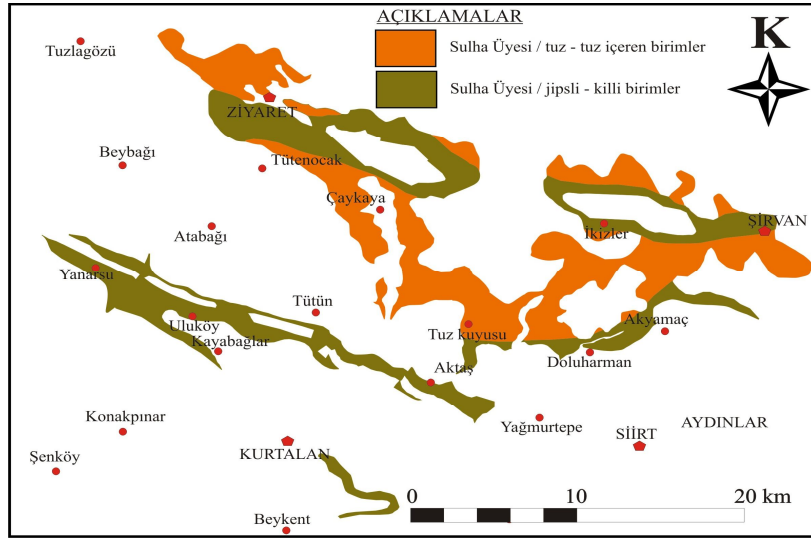 AÇIKLAMALAR
Sulha Üyesi / tuz - tuz içeren birimler
Sulha Üyesi / jipsli - killi birimler
K
Tuzlagözü
ZİYARET
Beybağı
Tütenocak
Çaykaya
Atabağı
İkizler
ŞİRVAN
Yanarsu
Tütün
Uluköy
Kayabağlar
Tuz kuyusu
Akyamaç
Doluharman
Aktaş
Konakpınar
Yağmurtepe
SİİRT
AYDINLAR
KURTALAN
Şenköy
Beykent
0 10 20 km